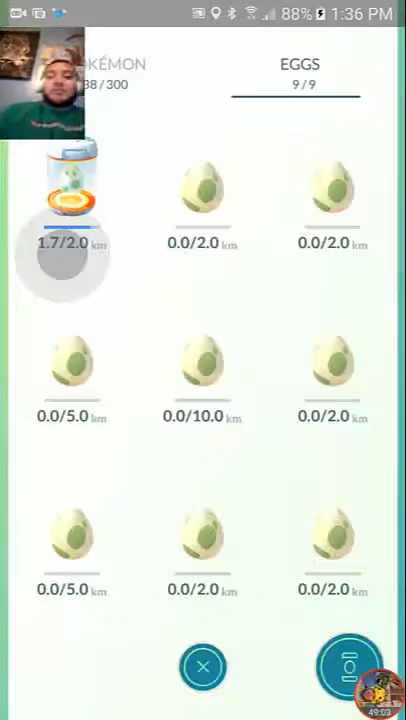 88% 1:36 PM
POKÉMON EGGS
38/300 9/9
1.7/2.0 km 0.0/2.0 km 0.0/2.0 km
0.0/5.0 km 0.0/10.0 km 0.0/2.0 km
0.0/5.0 km 0.0/2.0 km 0.0/2.0 km
49:03